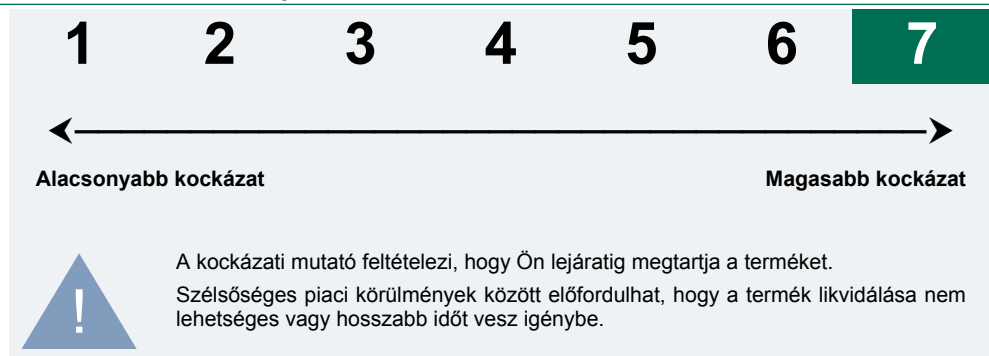 1 2 3 4 5 6 7
Alacsonyabb kockázat Magasabb kockázat
A kockázati mutató feltételezi, hogy Ön lejáratig megtartja a terméket.
Szélsőséges piaci körülmények között előfordulhat, hogy a termék likvidálása nem
lehetséges vagy hosszabb időt vesz igénybe.
!